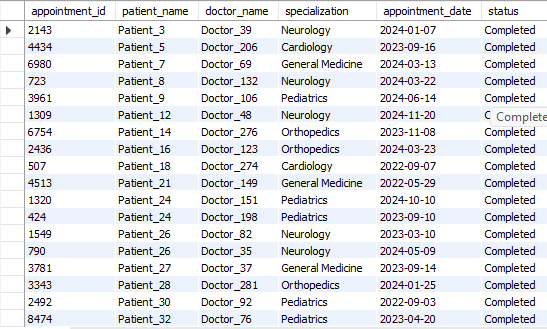 appointment_id patient_name doctor_name specialization appointment_date status
2143 Patient_3 Doctor_39 Neurology 2024-01-07 Completed
4434 Patient_5 Doctor_206 Cardiology 2023-09-16 Completed
6980 Patient_7 Doctor_69 General Medicine 2024-03-13 Completed
723 Patient_8 Doctor_132 Neurology 2024-03-22 Completed
3961 Patient_9 Doctor_106 Pediatrics 2024-06-14 Completed
1309 Patient_12 Doctor_48 Neurology 2024-11-20 Completed
Complete
6754 Patient_14 Doctor_276 Orthopedics 2023-11-08 Completed
2436 Patient_16 Doctor_123 Orthopedics 2024-03-23 Completed
507 Patient_18 Doctor_274 Cardiology 2022-09-07 Completed
4513 Patient_21 Doctor_149 General Medicine 2022-05-29 Completed
1320 Patient_24 Doctor_151 Pediatrics 2024-10-10 Completed
424 Patient_24 Doctor_198 Pediatrics 2023-09-10 Completed
1549 Patient_26 Doctor_82 Neurology 2023-03-10 Completed
790 Patient_26 Doctor_35 Neurology 2024-05-09 Completed
3781 Patient_27 Doctor_37 General Medicine 2023-09-14 Completed
3343 Patient_28 Doctor_281 Orthopedics 2024-01-25 Completed
2492 Patient_30 Doctor_92 Pediatrics 2022-09-03 Completed
8474 Patient_32 Doctor_76 Pediatrics 2023-04-20 Completed